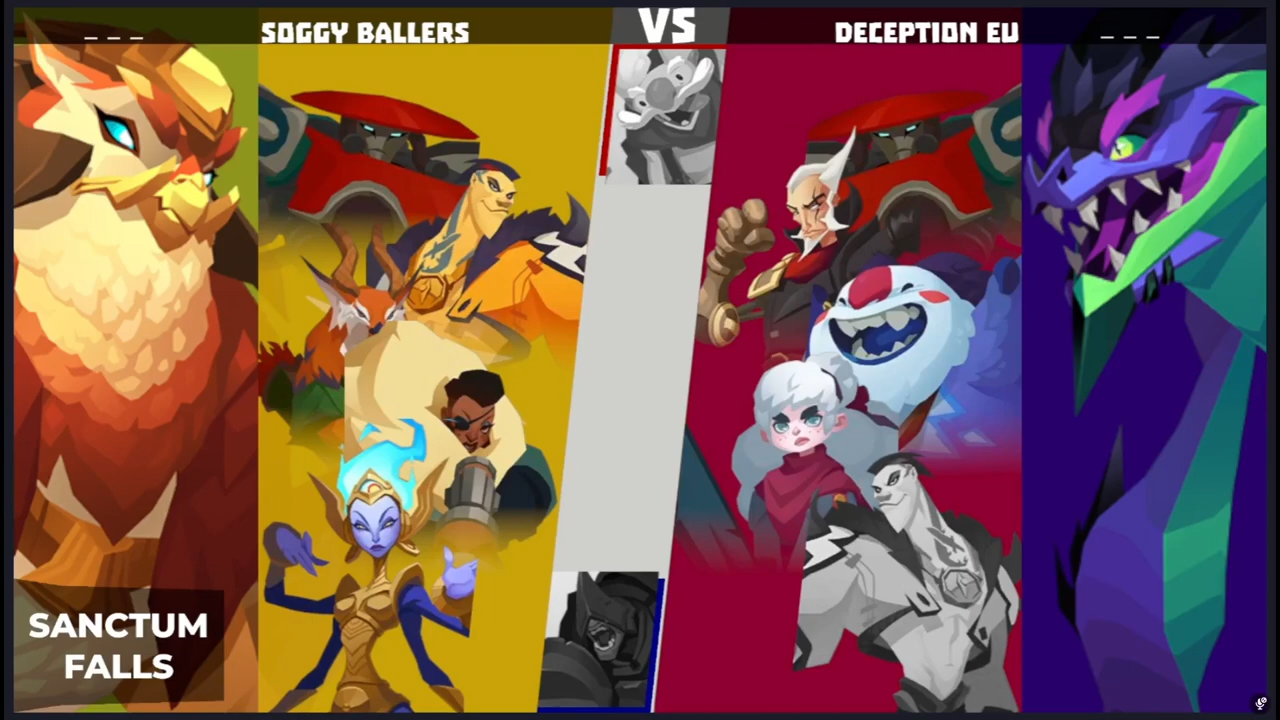 _ _ _
SOGGY BALLERS
VS
DECEPTION EU
_ _ _
SANCTUM
FALLS